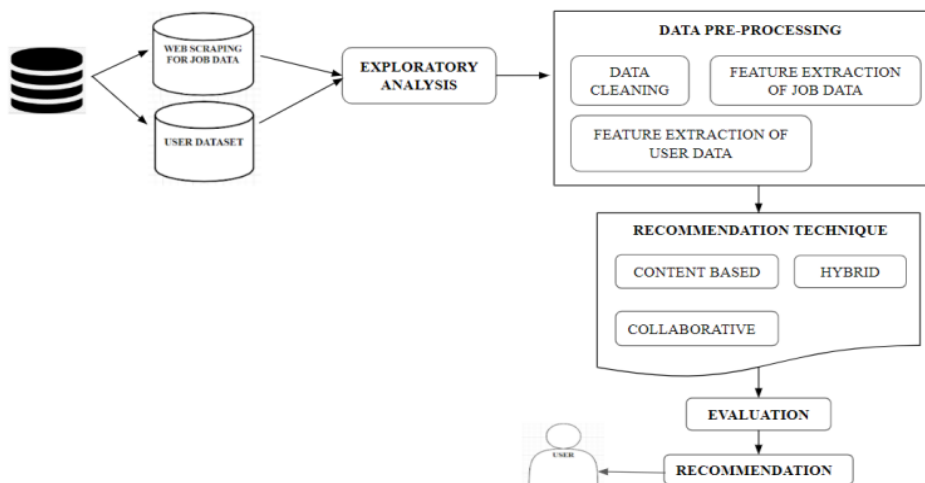 WEB SCRAPING
FOR JOB DATA
USER DATASET
EXPLORATORY
ANALYSIS
DATA PRE-PROCESSING
DATA
CLEANING
FEATURE EXTRACTION
OF JOB DATA
FEATURE EXTRACTION OF
USER DATA
RECOMMENDATION TECHNIQUE
CONTENT BASED
HYBRID
COLLABORATIVE
EVALUATION
RECOMMENDATION
USER